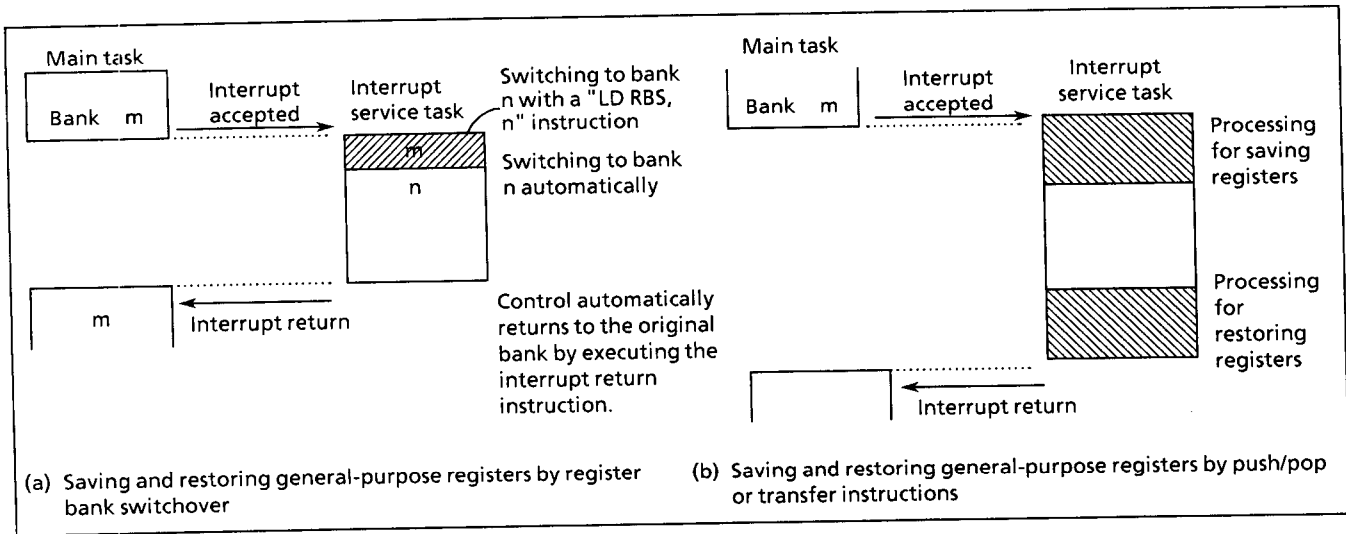 Main task
Bank m
Interrupt
accepted
Interrupt
service task
m
n
Switching to bank
n with a "LD RBS,
n" instruction
Switching to bank
n automatically
m
Interrupt return
Control automatically
returns to the original
bank by executing the
interrupt return
instruction.
(a) Saving and restoring general-purpose registers by register
bank switchover
Main task
Bank m
Interrupt
accepted
Interrupt
service task
Processing
for saving
registers
Processing
for
restoring
registers
Interrupt return
(b) Saving and restoring general-purpose registers by push/pop
or transfer instructions